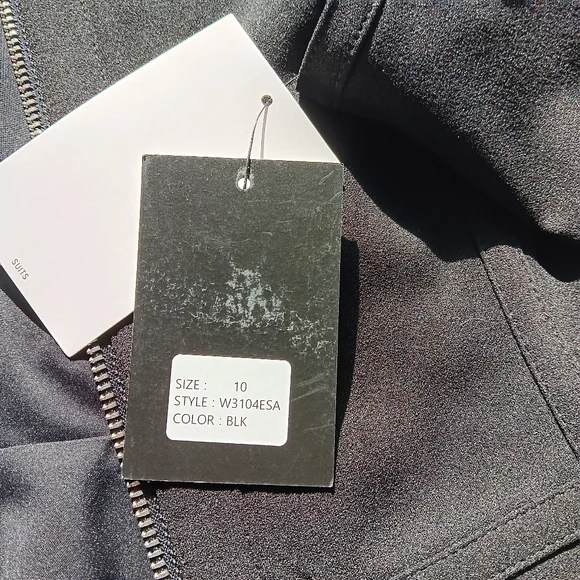 SUITS
SIZE : 10
STYLE : W3104ESA
COLOR : BLK